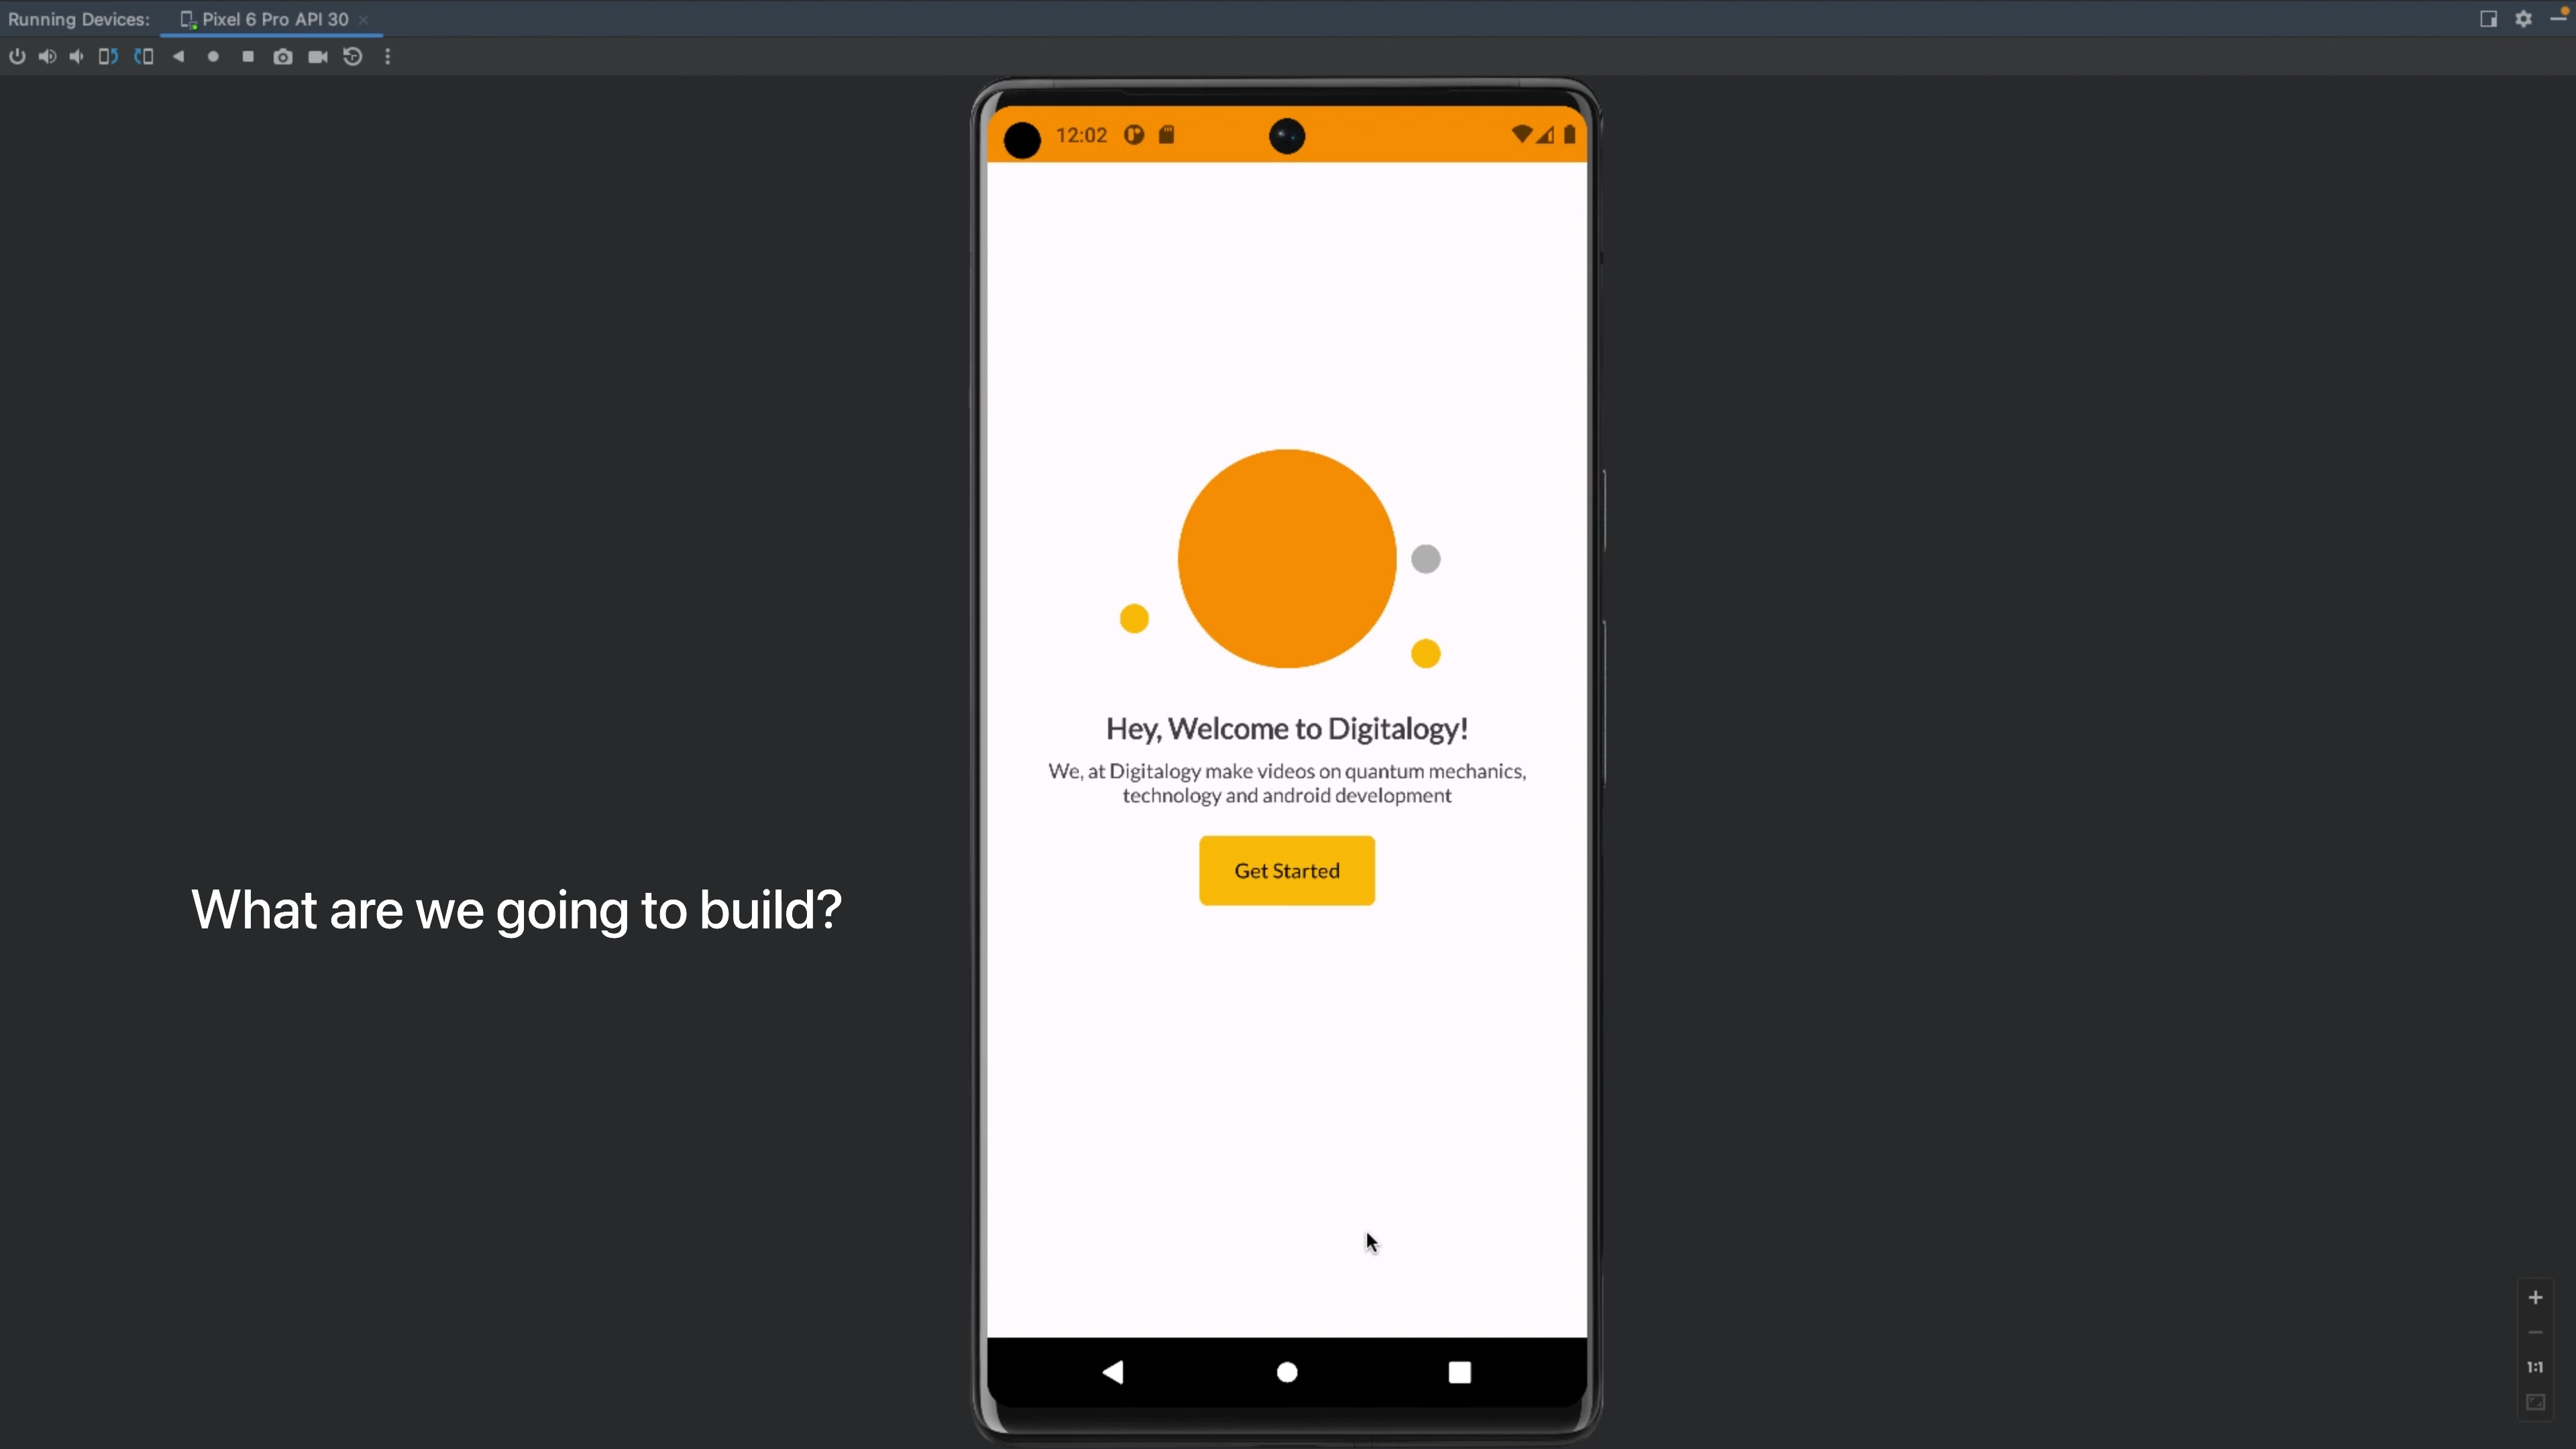 Running Devices: Pixel 6 Pro API 30
12:02
Hey, Welcome to Digitalogy!
We, at Digitalogy make videos on quantum mechanics,
technology and android development
Get Started
What are we going to build?
1:1